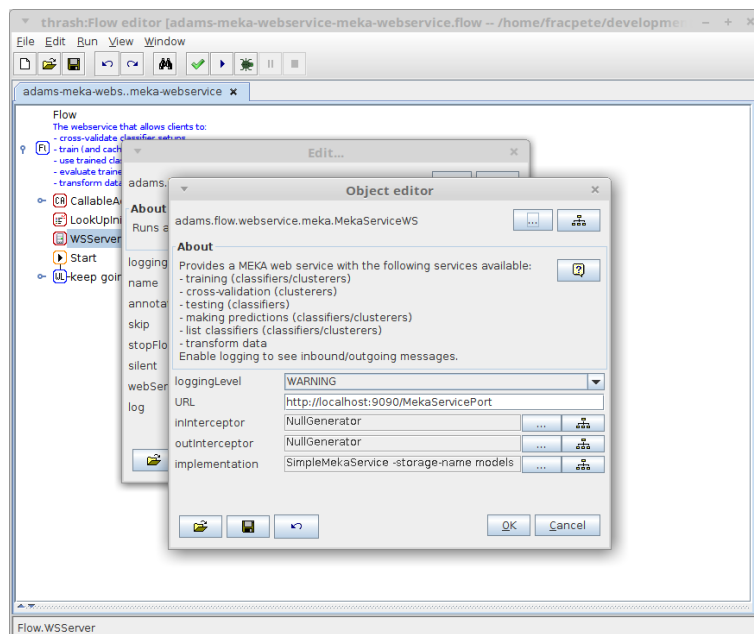 thrash:Flow editor [adams-meka-webservice-meka-webservice.flow -- /home/fracpete/development
File Edit Run View Window
adams-meka-webs..meka-webservice
Flow
The webservice that allows clients to:
- cross-validate classifier setups
- train (and cach
- use trained cla
- evaluate traine
- transform data
CallableA
LookUpIni
WSServer
Start
keep goin
Edit...
adams.
About
Runs a
logging
name
annota
skip
stopFlo
silent
webSer
log
Object editor
adams.flow.webservice.meka.MekaServiceWS
...
About
Provides a MEKA web service with the following services available:
- training (classifiers/clusterers)
- cross-validation (clusterers)
- testing (classifiers)
- making predictions (classifiers/clusterers)
- list classifiers (classifiers/clusterers)
- transform data
Enable logging to see inbound/outgoing messages.
loggingLevel WARNING
URL http://localhost:9090/MekaServicePort
inInterceptor NullGenerator ...
outInterceptor NullGenerator ...
implementation SimpleMekaService -storage-name models ...
OK Cancel
Flow.WSServer